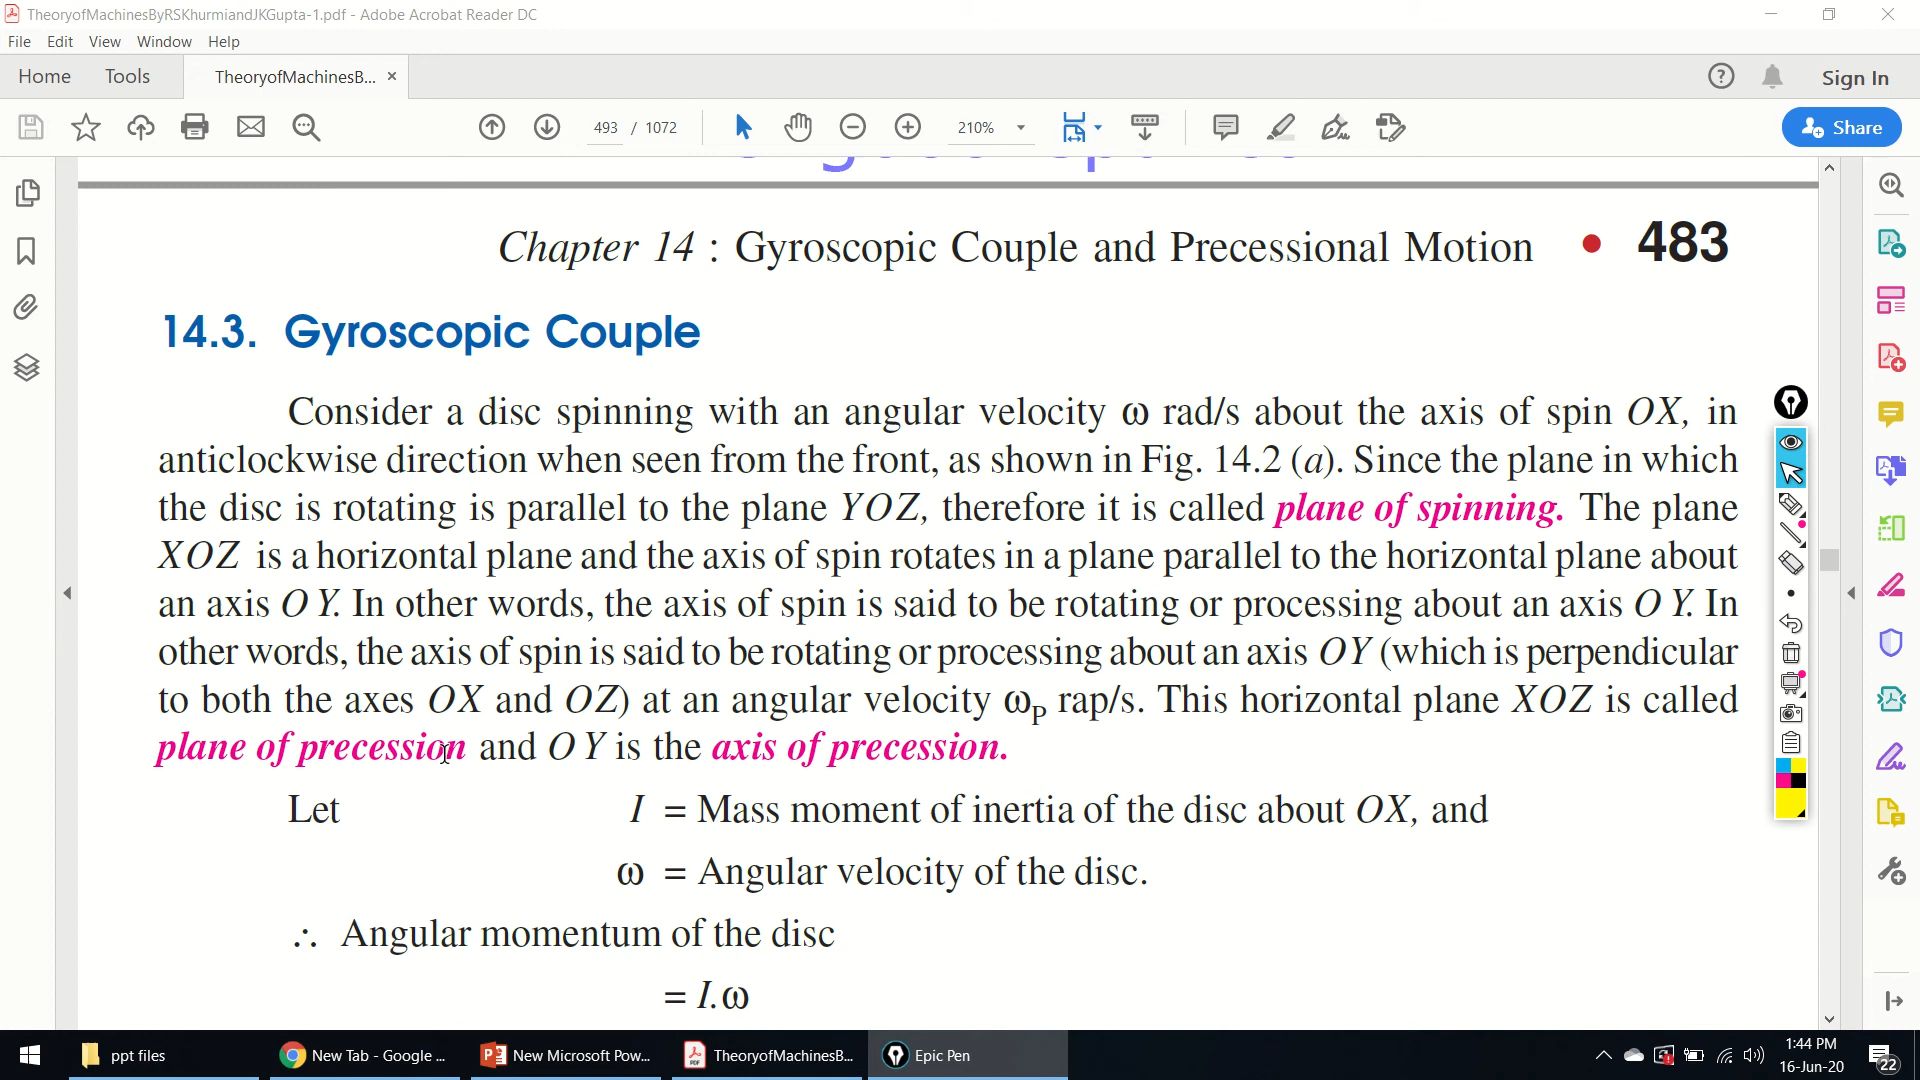 TheoryofMachinesByRSKhurmiandJKGupta-1.pdf - Adobe Acrobat Reader DC
File Edit View Window Help
Home Tools TheoryofMachinesB... × Sign In
493 / 1072 210% Share
Chapter 14 : Gyroscopic Couple and Precessional Motion • 483
14.3. Gyroscopic Couple
Consider a disc spinning with an angular velocity ω rad/s about the axis of spin OX, in
anticlockwise direction when seen from the front, as shown in Fig. 14.2 (a). Since the plane in which
the disc is rotating is parallel to the plane YOZ, therefore it is called plane of spinning. The plane
XOZ is a horizontal plane and the axis of spin rotates in a plane parallel to the horizontal plane about
an axis O Y. In other words, the axis of spin is said to be rotating or processing about an axis O Y. In
other words, the axis of spin is said to be rotating or processing about an axis OY (which is perpendicular
to both the axes OX and OZ) at an angular velocity ωP rap/s. This horizontal plane XOZ is called
plane of precession and O Y is the axis of precession.
Let I = Mass moment of inertia of the disc about OX, and
ω = Angular velocity of the disc.
∴ Angular momentum of the disc
= I.ω
ppt files New Tab - Google ... New Microsoft Pow... TheoryofMachinesB... Epic Pen
1:44 PM
16-Jun-20
22